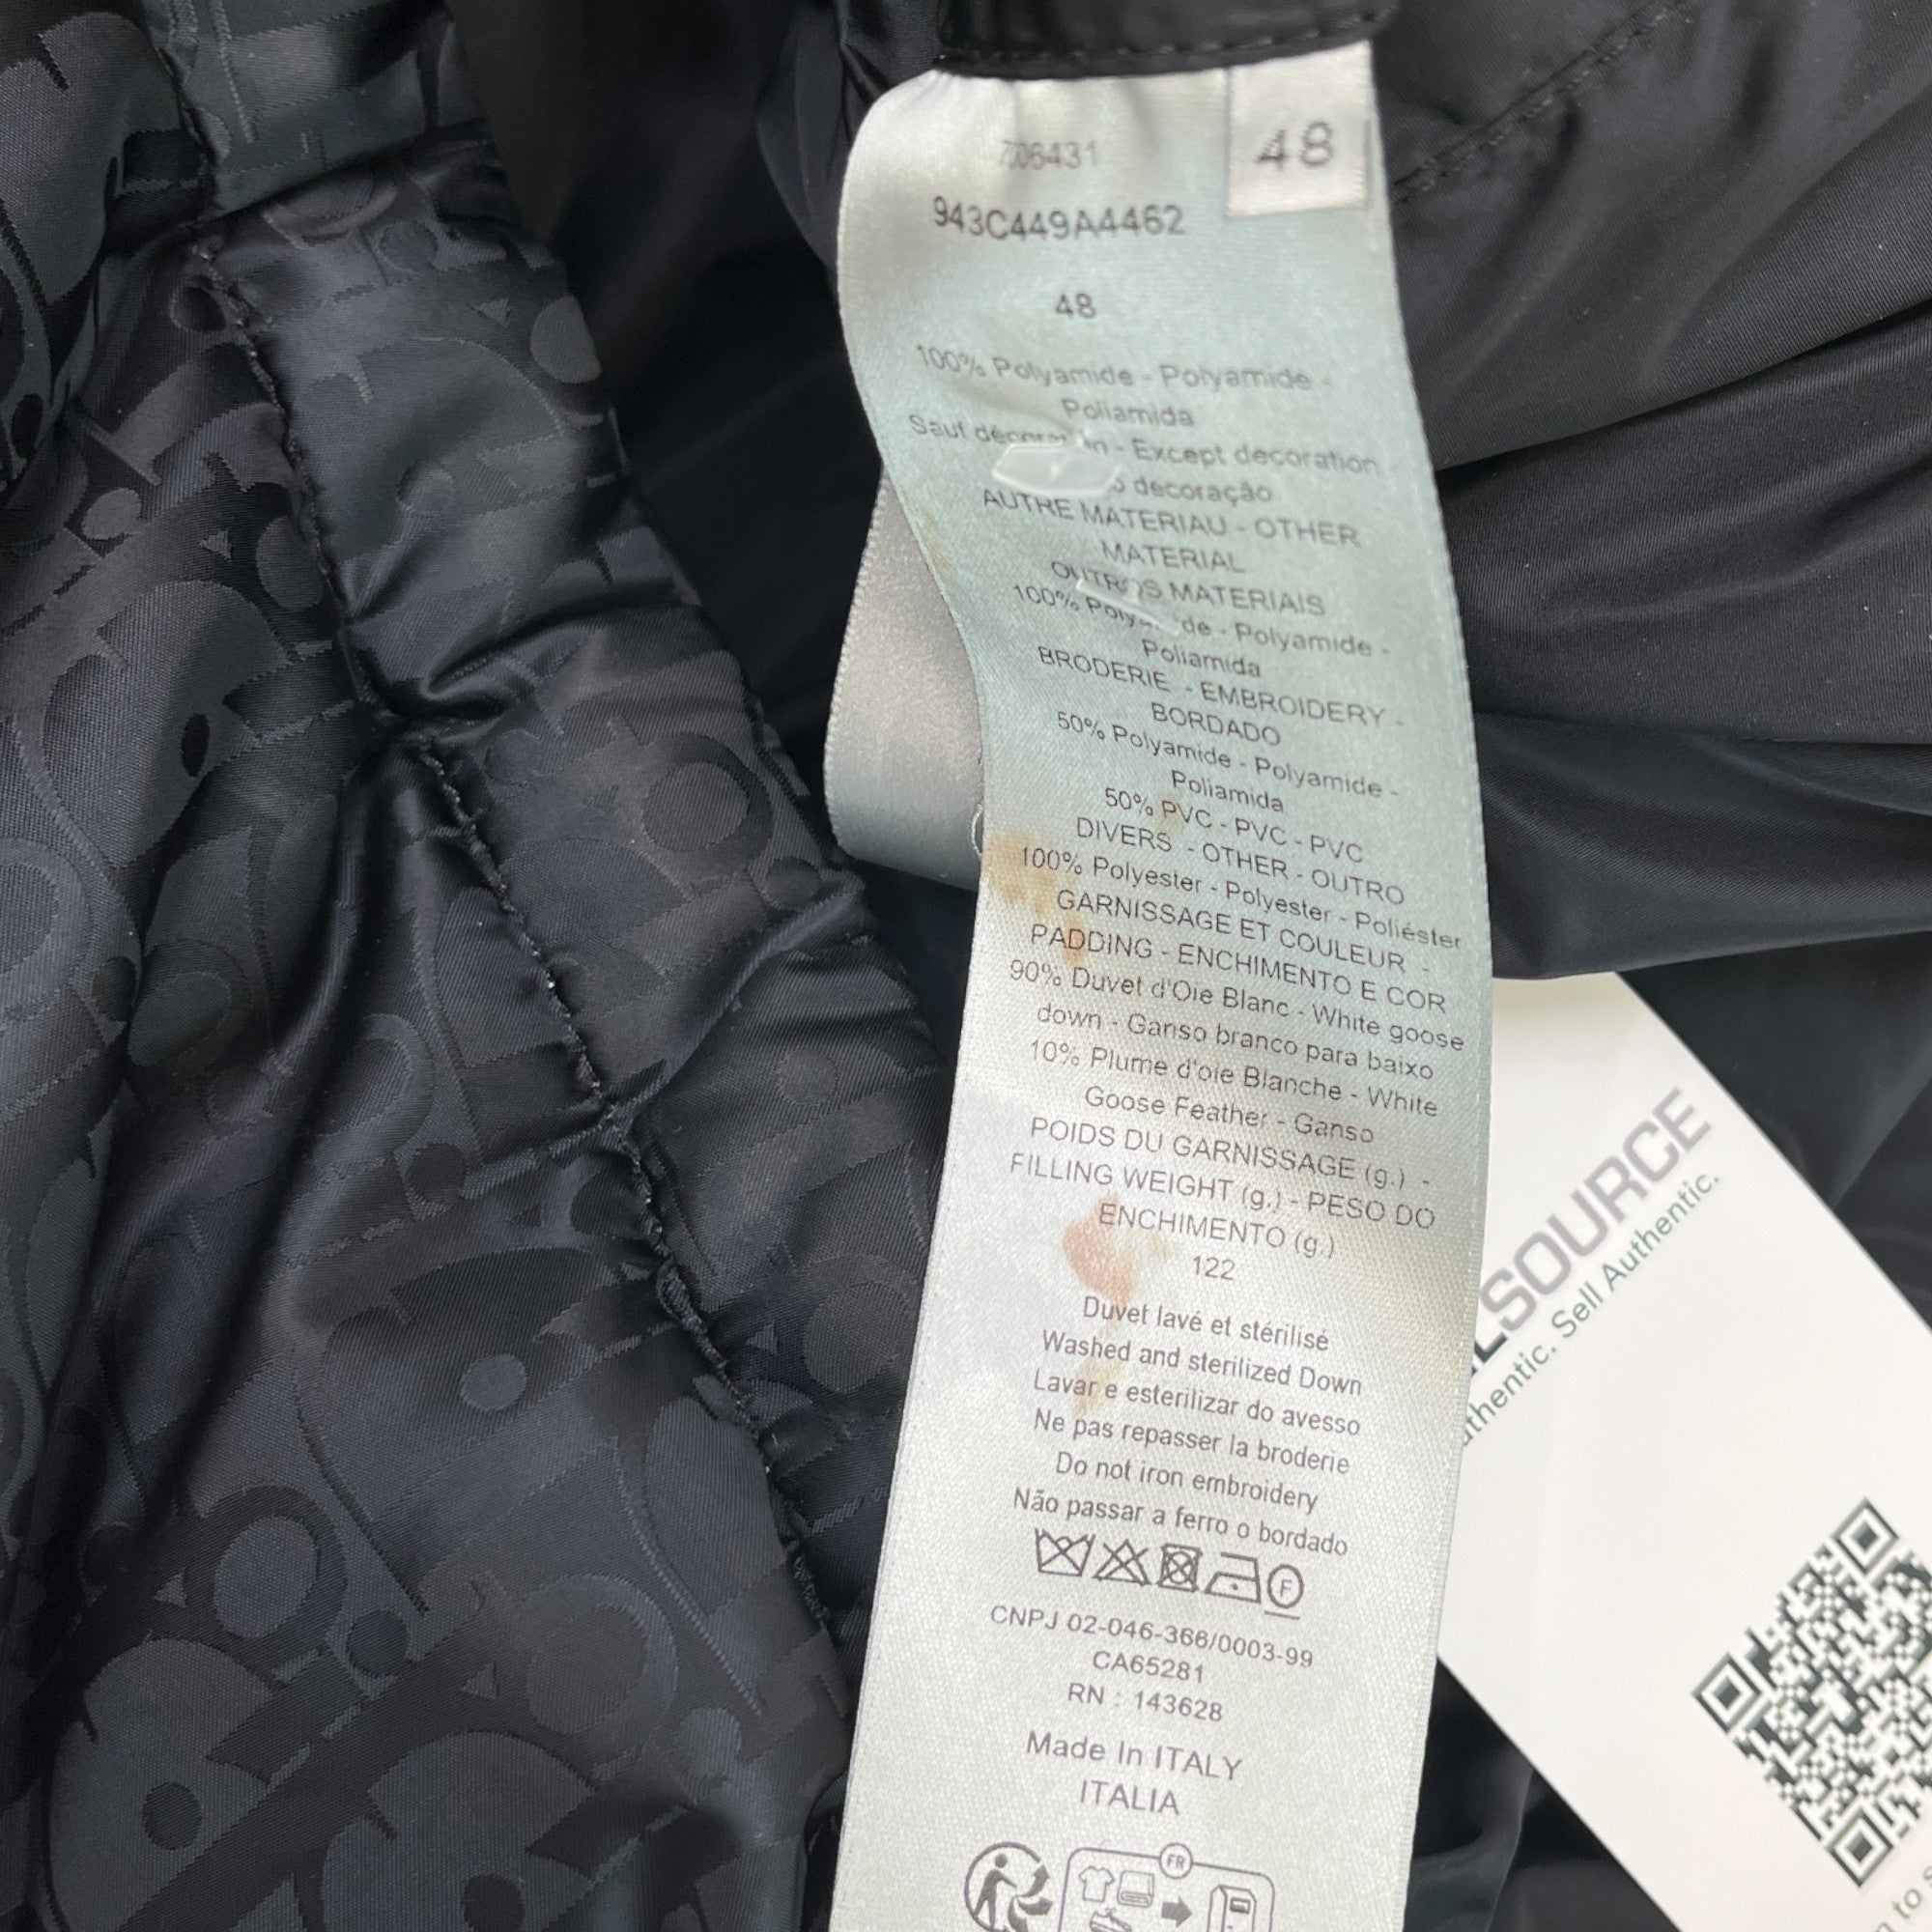 48
706431
943C449A4462
48
100% Polyamide - Polyamide -
Poliamida
Sauf - Except decoration
decoração
AUTRE MATERIAU - OTHER
MATERIAL
OUTROS MATERIAIS
100% - Polyamide -
Poliamida
BRODERIE - EMBROIDERY -
BORDADO
50% Polyamide - Polyamide -
Poliamida
50% PVC - PVC - PVC
DIVERS - OTHER - OUTRO
100% Polyester - Polyester - Poliéster
GARNISSAGE ET COULEUR -
PADDING - ENCHIMENTO E COR
90% Duvet d'Oie Blanc - White goose
down - Ganso branco para baixo
10% Plume d'oie Blanche - White
Goose Feather - Ganso
POIDS DU GARNISSAGE (g.) -
FILLING WEIGHT (g.) - PESO DO
ENCHIMENTO (g.)
122
Duvet lavé et stérilisé
Washed and sterilized Down
Lavar e esterilizar do avesso
Ne pas repasser la broderie
Do not iron embroidery
Não passar a ferro o bordado
F
CNPJ 02-046-366/0003-99
CA65281
RN : 143628
Made In ITALY
ITALIA
FR
LSOURCE
uthentic. Sell Authentic.
to